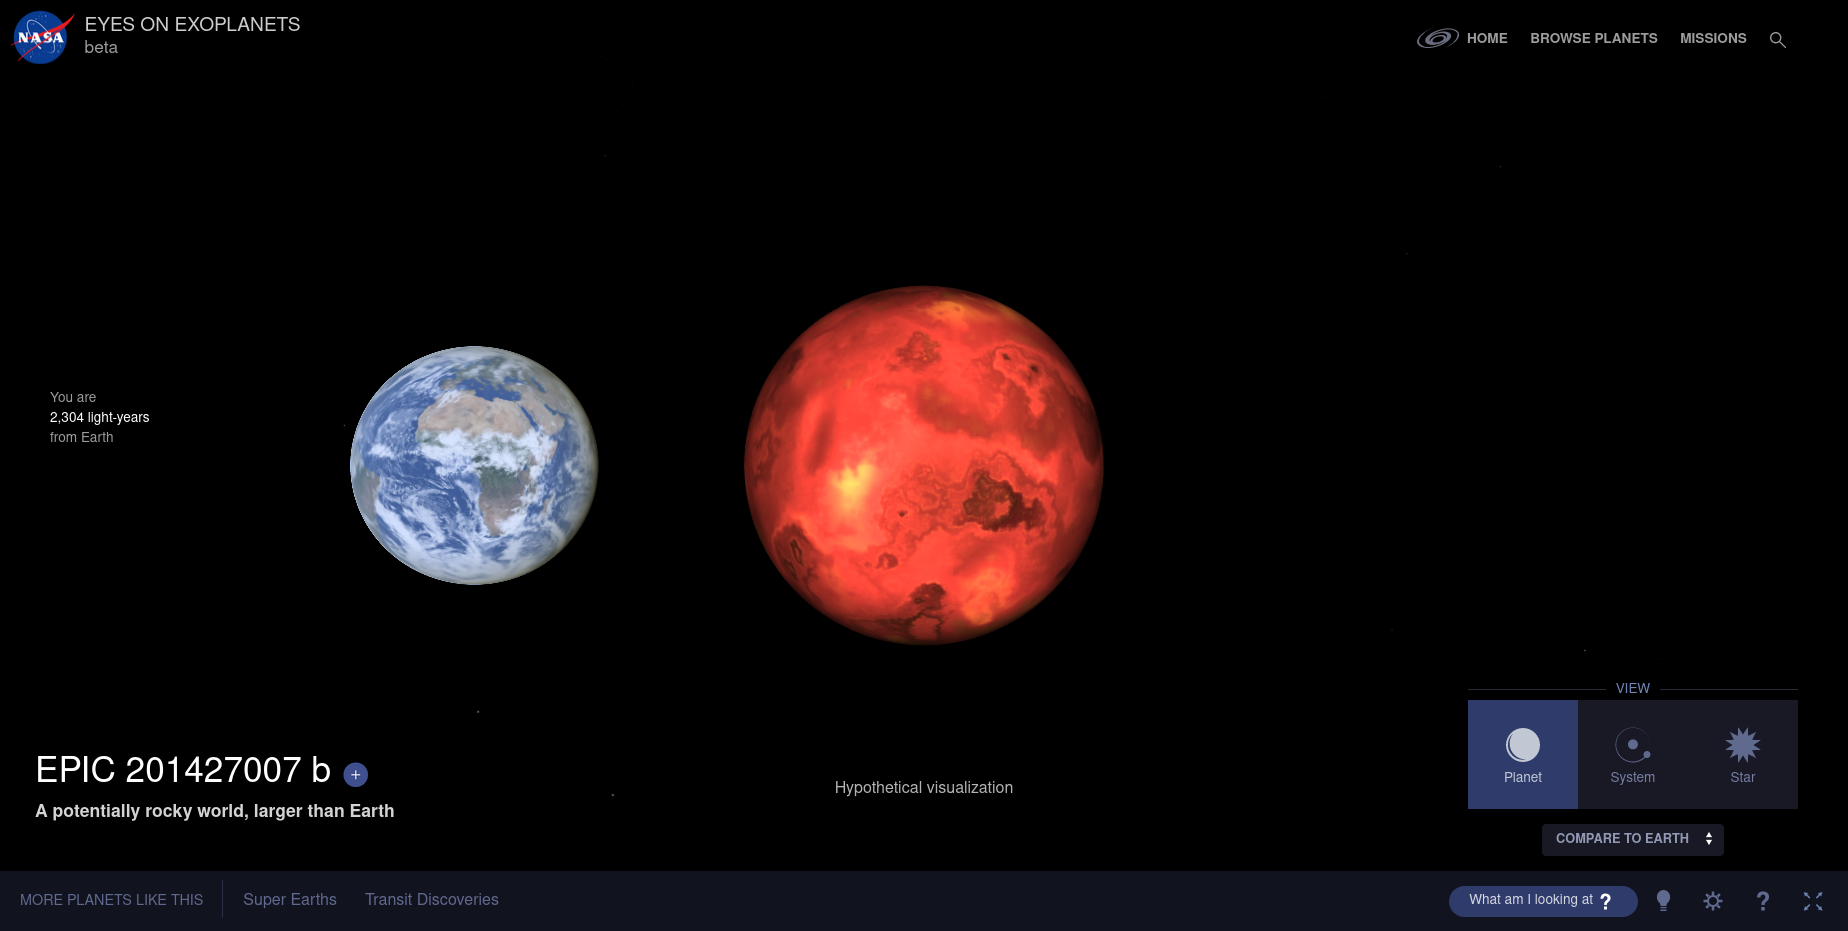 NASA
EYES ON EXOPLANETS
beta
HOME
BROWSE PLANETS
MISSIONS
You are
2,304 light-years
from Earth
EPIC 201427007 b +
A potentially rocky world, larger than Earth
Hypothetical visualization
VIEW
Planet
System
Star
COMPARE TO EARTH
MORE PLANETS LIKE THIS
Super Earths
Transit Discoveries
What am I looking at ?
?